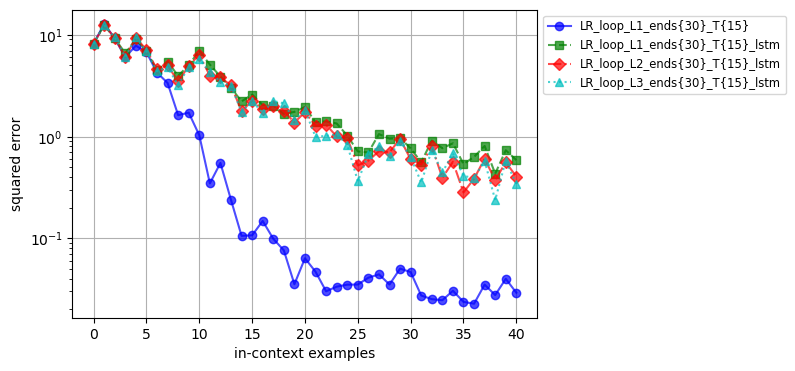 LR_loop_L1_ends{30}_T{15}
LR_loop_L1_ends{30}_T{15}_lstm
LR_loop_L2_ends{30}_T{15}_lstm
LR_loop_L3_ends{30}_T{15}_lstm
squared error
10¹
10⁰
10⁻¹
0 5 10 15 20 25 30 35 40
in-context examples